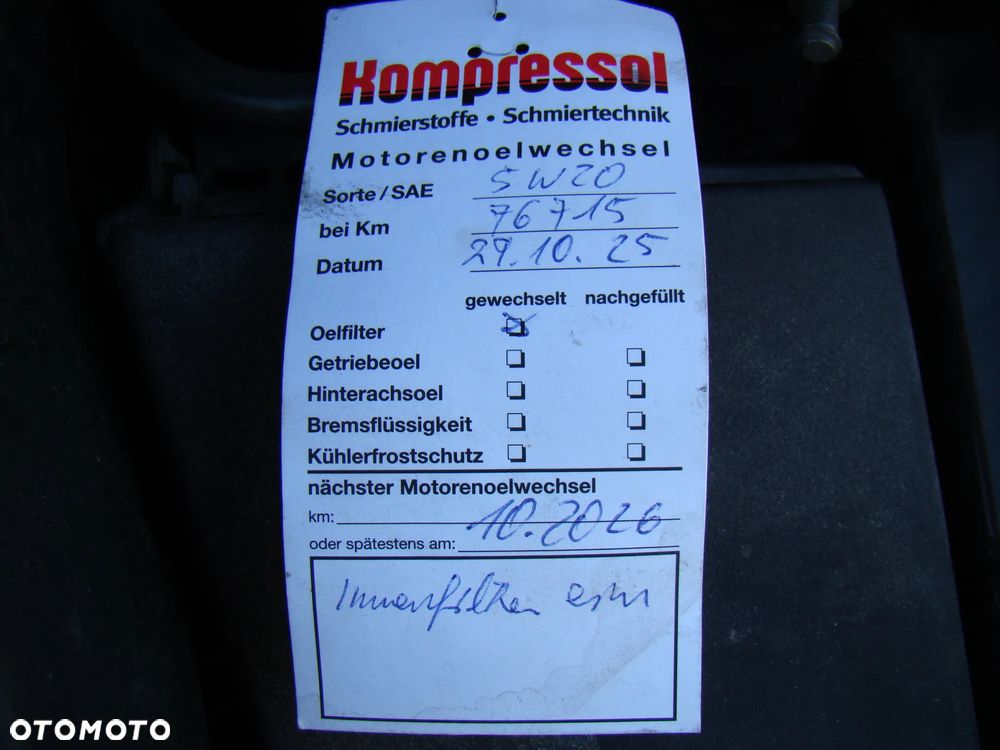 Kompressol
Schmierstoffe • Schmiertechnik
Motorenoelwechsel
Sorte / SAE 5W20
bei Km 76715
Datum 29.10.25
gewechselt nachgefüllt
Oelfilter
Getriebeoel
Hinterachsoel
Bremsflüssigkeit
Kühlerfrostschutz
nächster Motorenoelwechsel
km:
oder spätestens am: 10.2026
Innenfilter
OTOMOTO